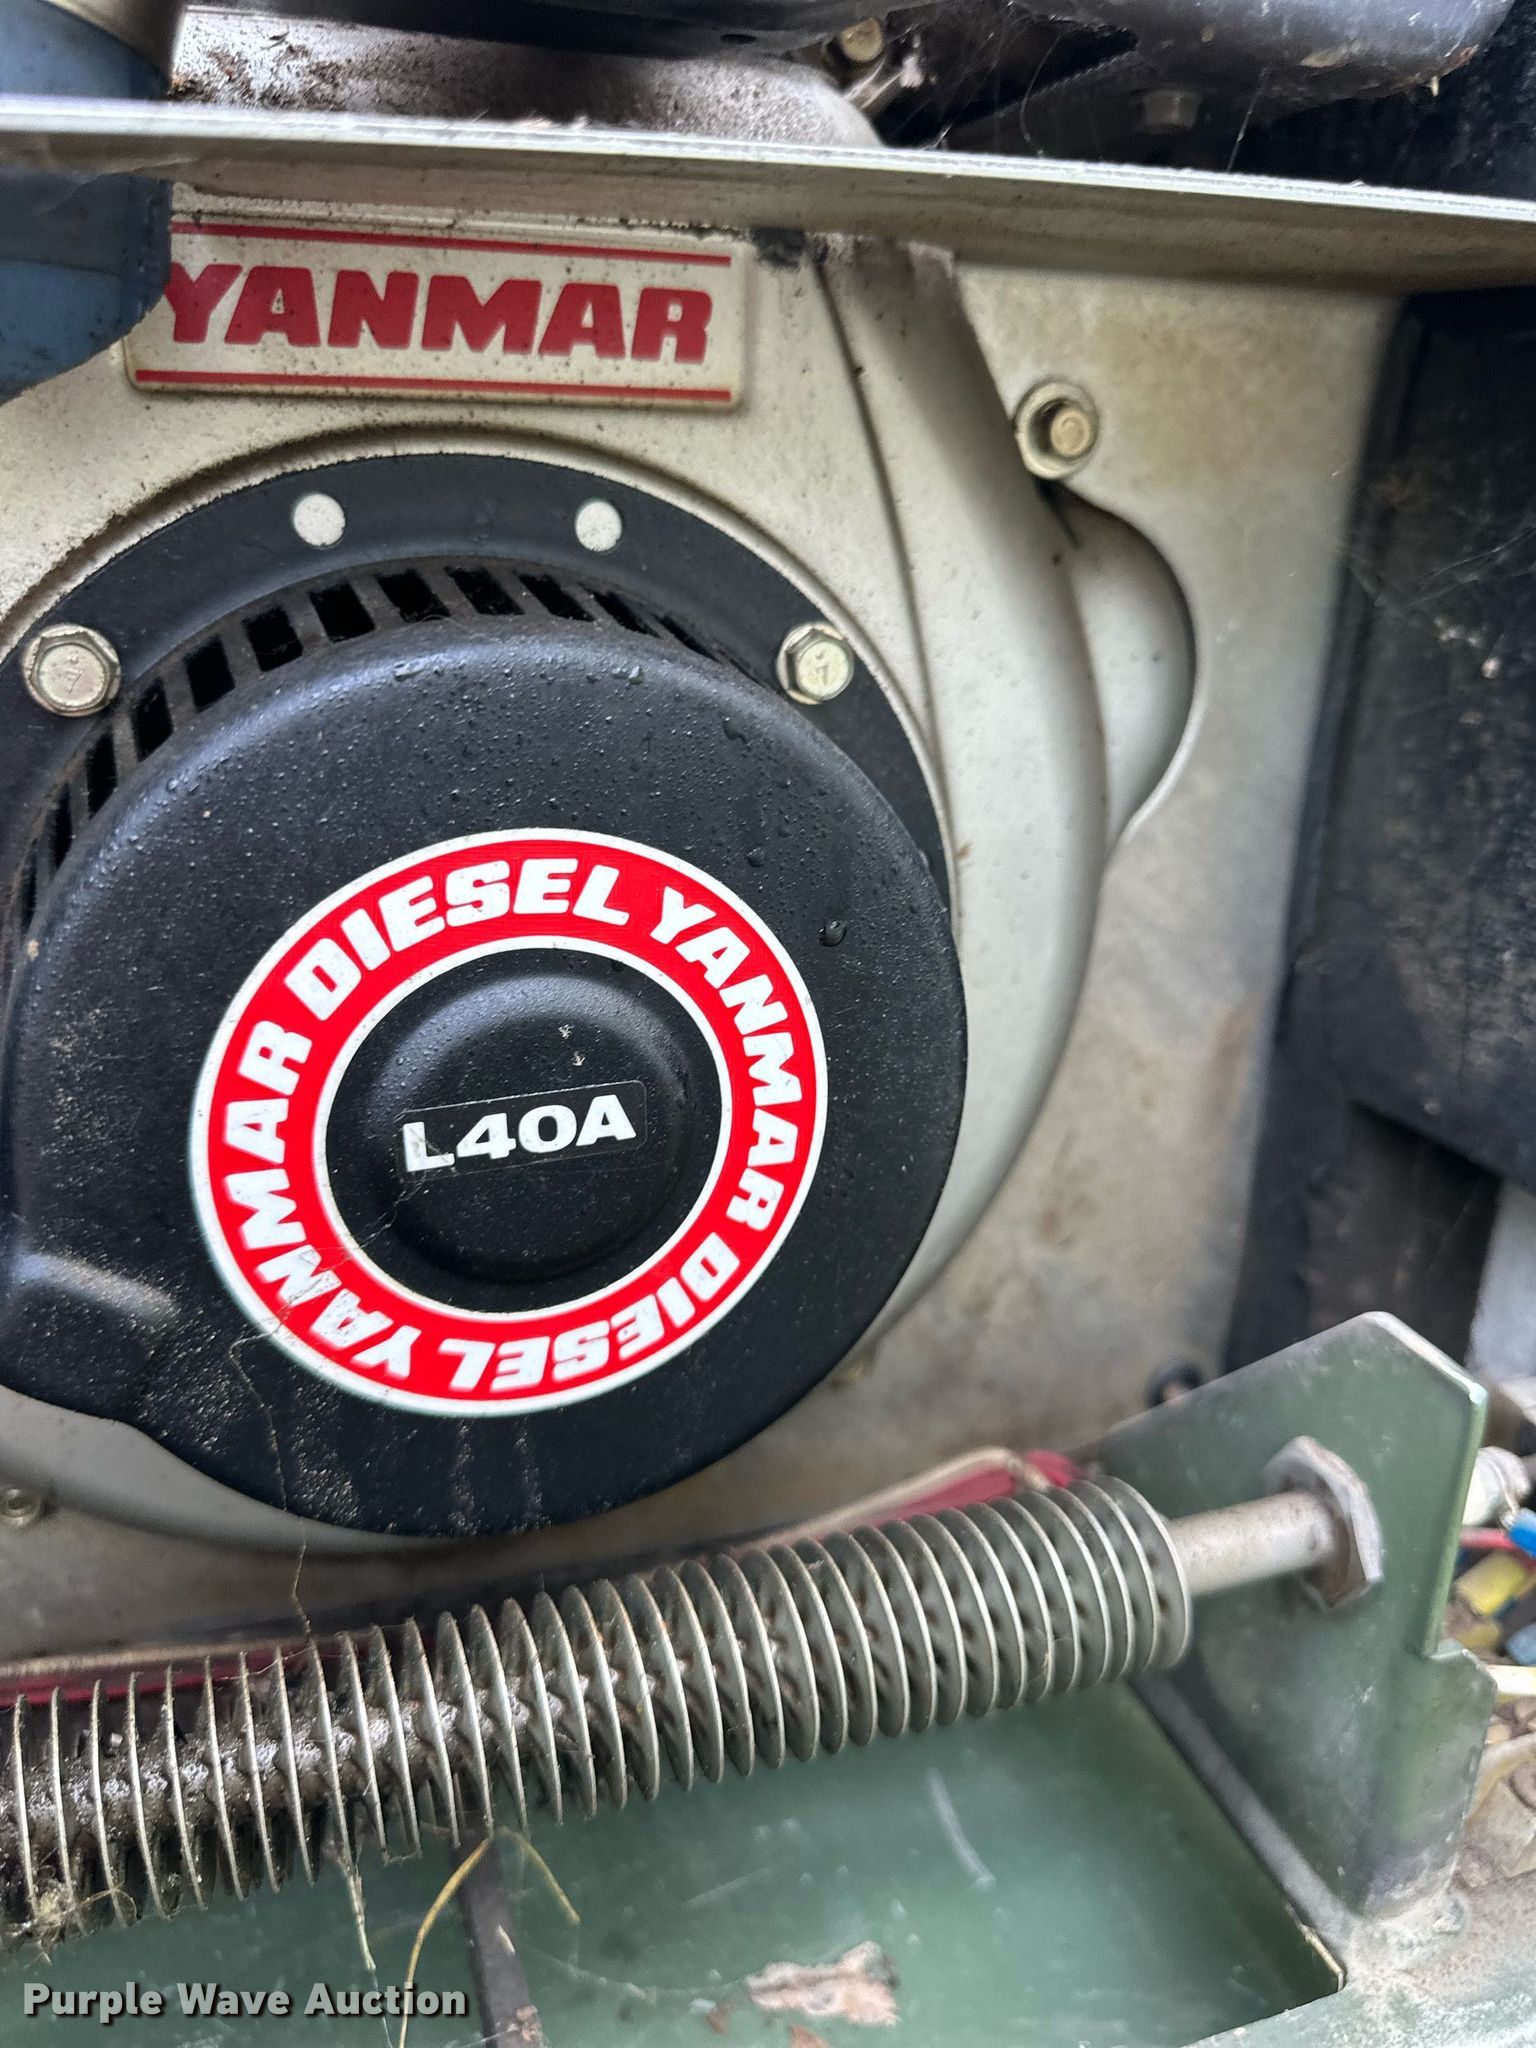 YANMAR
YANMAR DIESEL YANMAR DIESEL
L40A
Purple Wave Auction